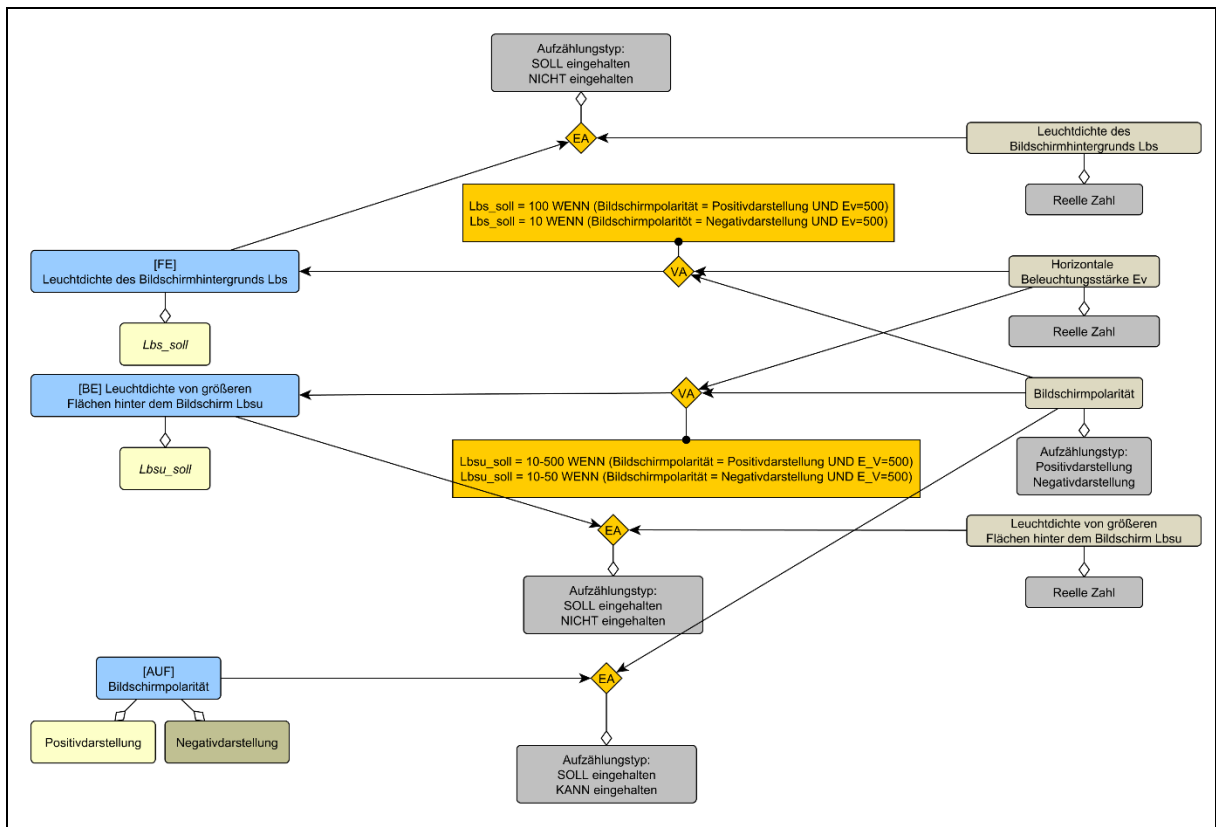 Aufzählungstyp:
SOLL eingehalten
NICHT eingehalten
EA
Leuchtdichte des
Bildschirmhintergrunds Lbs
Reelle Zahl
Lbs_soll = 100 WENN (Bildschirmpolarität = Positivdarstellung UND Ev=500)
Lbs_soll = 10 WENN (Bildschirmpolaritöt = Negativdarstellung UND Ev=500)
[FE]
Leuchtdichte des Bildschirmhintergrunds Lbs
VA
Horizontale
Beleuchtungsstärke Ev
Reelle Zahl
Lbs_soll
[BE] Leuchtdichte von größeren
Flächen hinter dem Bildschirm Lbsu
VA
Bildschirmpolarität
Lbsu_soll
Lbsu_soll = 10-500 WENN (Bildschirmpolarität = Positivdarstellung UND E_V=500)
Lbsu_soll = 10-50 WENN (Bildschirmpolarität = Negativdarstellung UND E_V=500)
Aufzählungstyp:
Positivdarstellung
Negativdarstellung
EA
Leuchtdichte von größeren
Flächen hinter dem Bildschirm Lbsu
Aufzählungstyp:
SOLL eingehalten
NICHT eingehalten
Reelle Zahl
[AUF]
Bildschirmpolarität
EA
Positivdarstellung
Negativdarstellung
Aufzählungstyp:
SOLL eingehalten
KANN eingehalten